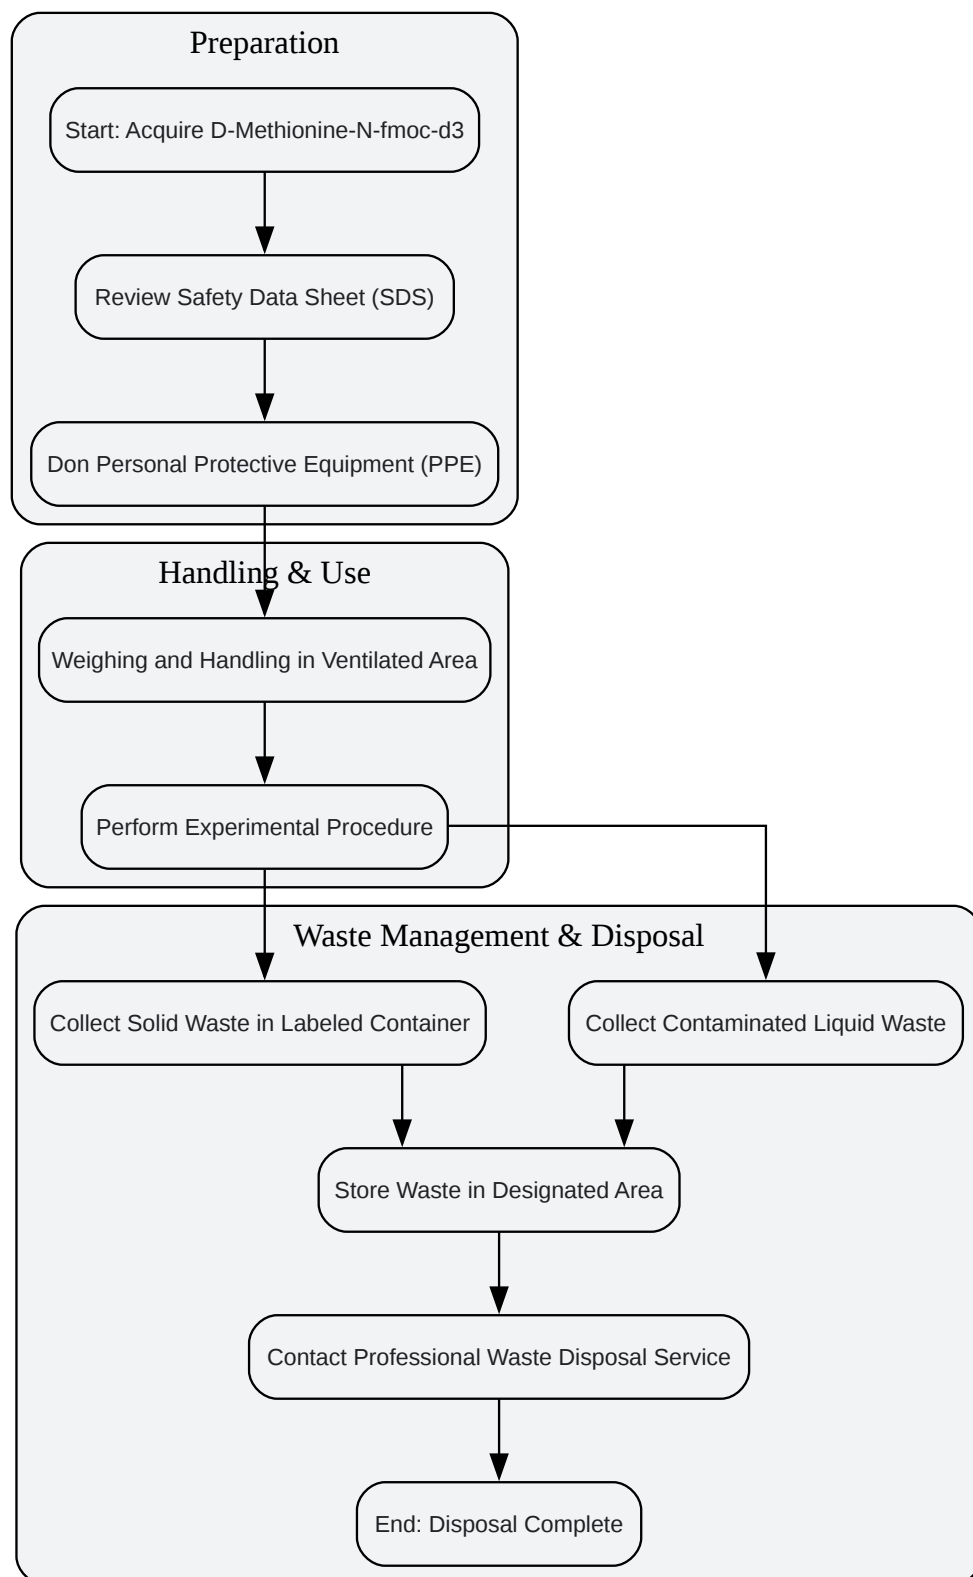 Preparation
Start: Acquire D-Methionine-N-fmoc-d3
Review Safety Data Sheet (SDS)
Don Personal Protective Equipment (PPE)
Handling & Use
Weighing and Handling in Ventilated Area
Perform Experimental Procedure
Waste Management & Disposal
Collect Solid Waste in Labeled Container
Collect Contaminated Liquid Waste
Store Waste in Designated Area
Contact Professional Waste Disposal Service
End: Disposal Complete